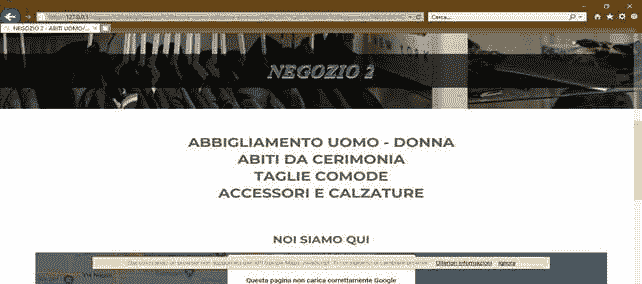 127.0.0.1
Cerca...
NEGOZIO 2 - ABITI UOMO/...
NEGOZIO 2
ABBIGLIAMENTO UOMO - DONNA
ABITI DA CERIMONIA
TAGLIE COMODE
ACCESSORI E CALZATURE
NOI SIAMO QUI
Ulteriori informazioni Ignora
Questa pagina non carica correttamente Google